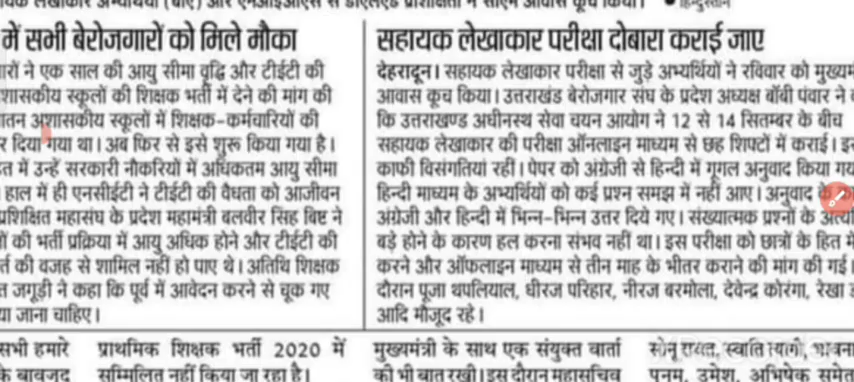 में सभी बेरोजगारों को मिले मौका
रों ने एक साल की आयु सीमा वृद्धि और टीईटी की
शासकीय स्कूलों की शिक्षक भर्ती में देने की मांग की
अशासकीय स्कूलों में शिक्षक-कर्मचारियों की
दिया गया था। अब फिर से इसे शुरू किया गया है।
में उन्हें सरकारी नौकरियों में अधिकतम आयु सीमा
हाल में ही एनसीईटी ने टीईटी की वैधता को आजीवन
प्रशिक्षित महासंघ के प्रदेश महामंत्री बलवीर सिंह बिष्ट ने
की भर्ती प्रक्रिया में आयु अधिक होने और टीईटी की
की वजह से शामिल नहीं हो पाए थे। अतिथि शिक्षक
जगूड़ी ने कहा कि पूर्व में आवेदन करने से चूक गए
जाना चाहिए।
सहायक लेखाकार परीक्षा दोबारा कराई जाए
देहरादून। सहायक लेखाकार परीक्षा से जुड़े अभ्यर्थियों ने रविवार को मुख्यम
आवास कूच किया। उत्तराखंड बेरोजगार संघ के प्रदेश अध्यक्ष बॉबी पंवार ने
कि उत्तराखण्ड अधीनस्थ सेवा चयन आयोग ने 12 से 14 सितम्बर के बीच
सहायक लेखाकार की परीक्षा ऑनलाइन माध्यम से छह शिफ्टों में कराई।
काफी विसंगतियां रहीं। पेपर को अंग्रेजी से हिन्दी में गूगल अनुवाद किया गय
हिन्दी माध्यम के अभ्यर्थियों को कई प्रश्न समझ में नहीं आए। अनुवाद के
अंग्रेजी और हिन्दी में भिन्न-भिन्न उत्तर दिये गए। संख्यात्मक प्रश्नों के
बड़े होने के कारण हल करना संभव नहीं था। इस परीक्षा को छात्रों के हित में
करने और ऑफलाइन माध्यम से तीन माह के भीतर कराने की मांग की गई।
दौरान पूजा थपलियाल, धीरज परिहार, नीरज बरमोला, देवेन्द्र कोरंगा, रेखा
आदि मौजूद रहे।
सभी हमारे
के बावजूद
प्राथमिक शिक्षक भर्ती 2020 में
सम्मिलित नहीं किया जा रहा है।
मुख्यमंत्री के साथ एक संयुक्त वार्ता
की भी बात रखी। इस दौरान महासचिव
सोनू
पूनम, उमेश, अभिषेक समेत